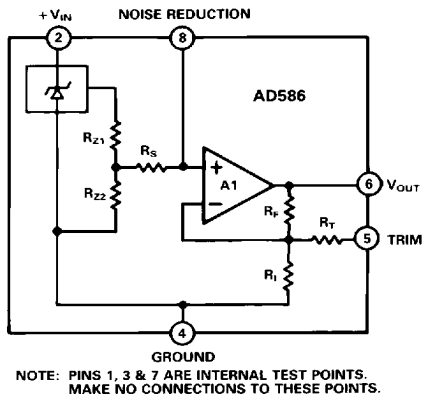 + VIN
NOISE REDUCTION
2
8
AD586
RZ1
RS
RZ2
A1
+
−
RF
RT
RI
6
VOUT
5
TRIM
4
GROUND
NOTE: PINS 1, 3 & 7 ARE INTERNAL TEST POINTS.
MAKE NO CONNECTIONS TO THESE POINTS.